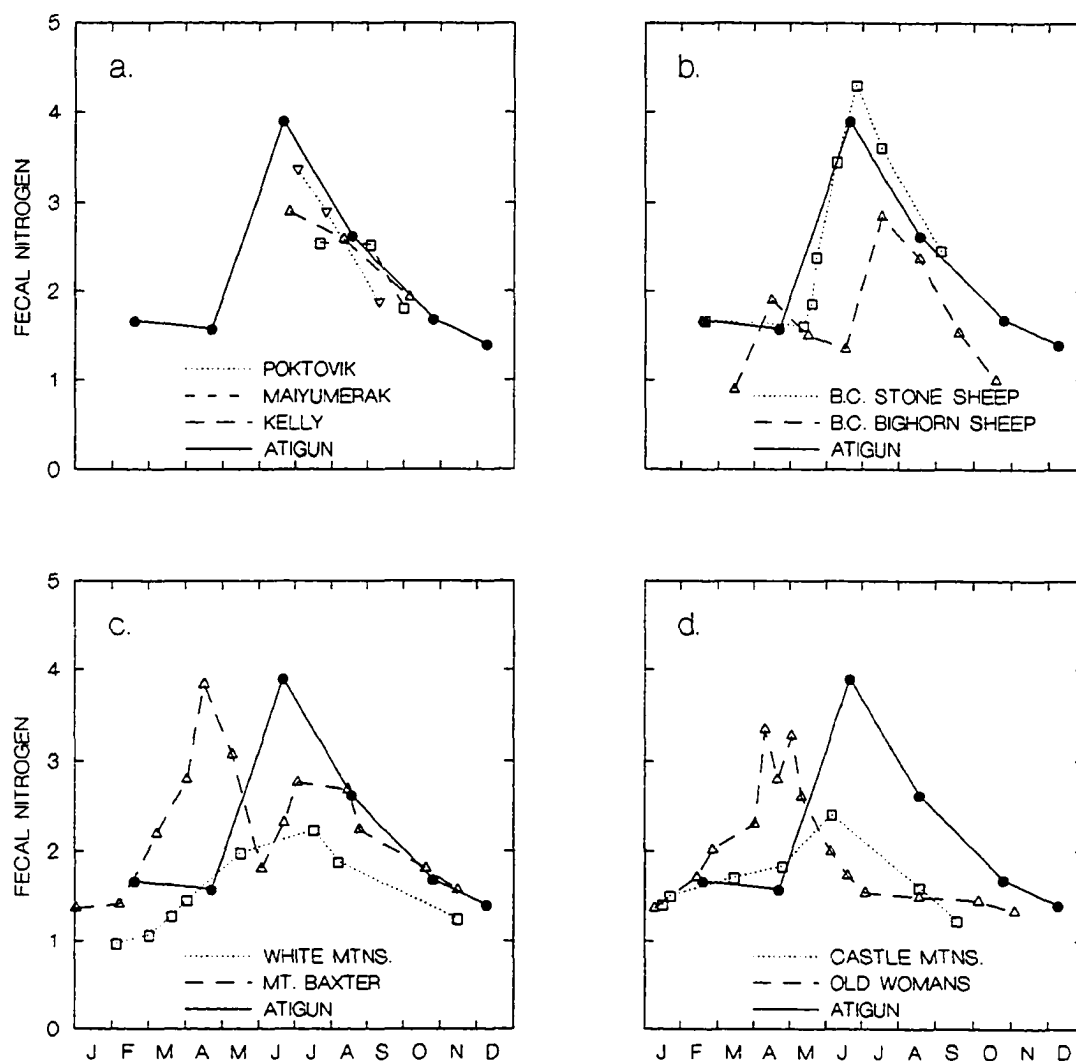 5
4
3
2
1
0
FECAL NITROGEN
a.
POKTOVIK
MAIYUMERAK
KELLY
ATIGUN
b.
B.C. STONE SHEEP
B.C. BIGHORN SHEEP
ATIGUN
5
4
3
2
1
0
FECAL NITROGEN
c.
WHITE MTNS.
MT. BAXTER
ATIGUN
J F M A M J J A S O N D
d.
CASTLE MTNS.
OLD WOMANS
ATIGUN
J F M A M J J A S O N D